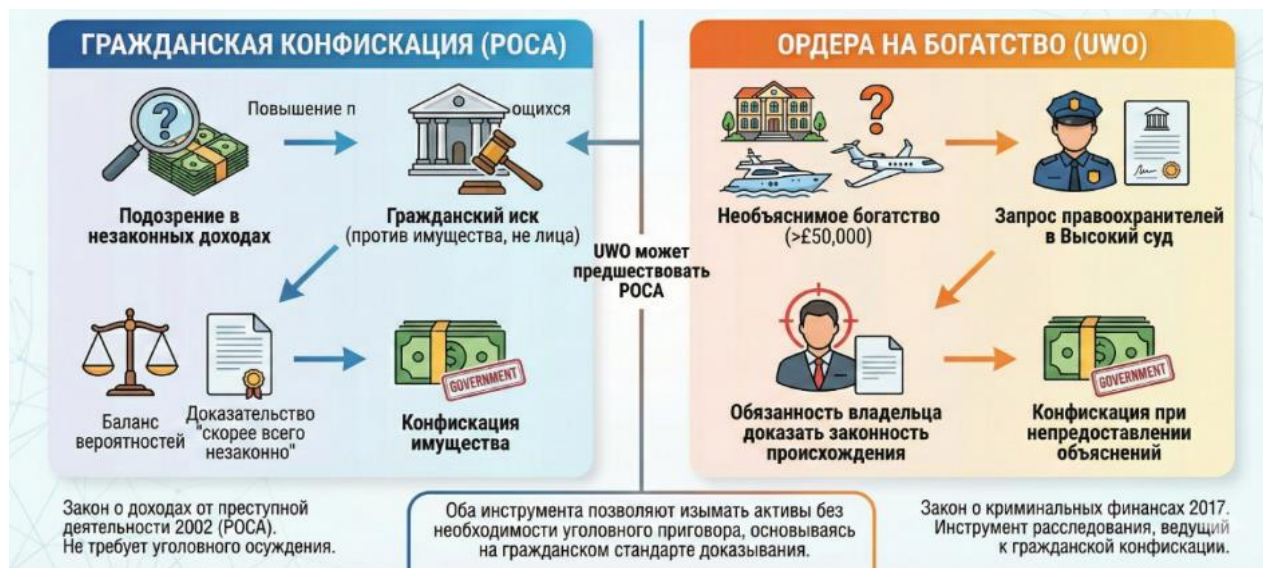 ГРАЖДАНСКАЯ КОНФИСКАЦИЯ (POCA)
Повышение п
ощихся
Подозрение в
незаконных доходах
Гражданский иск
(против имущества, не лица)
Баланс
вероятностей
Доказательство
"скорее всего
незаконно"
GOVERNMENT
Конфискация
имущества
UWO может
предшествовать
POCA
ОРДЕРА НА БОГАТСТВО (UWO)
Необъяснимое богатство
(>£50,000)
Запрос правоохранителей
в Высокий суд
Обязанность владельца
доказать законность
происхождения
GOVERNMENT
Конфискация при
непредоставлении
объяснений
Закон о доходах от преступной
деятельности 2002 (POCA).
Не требует уголовного осуждения.
Оба инструмента позволяют изымать активы без
необходимости уголовного приговора, основываясь
на гражданском стандарте доказывания.
Закон о криминальных финансах 2017.
Инструмент расследования, ведущий
к гражданской конфискации.